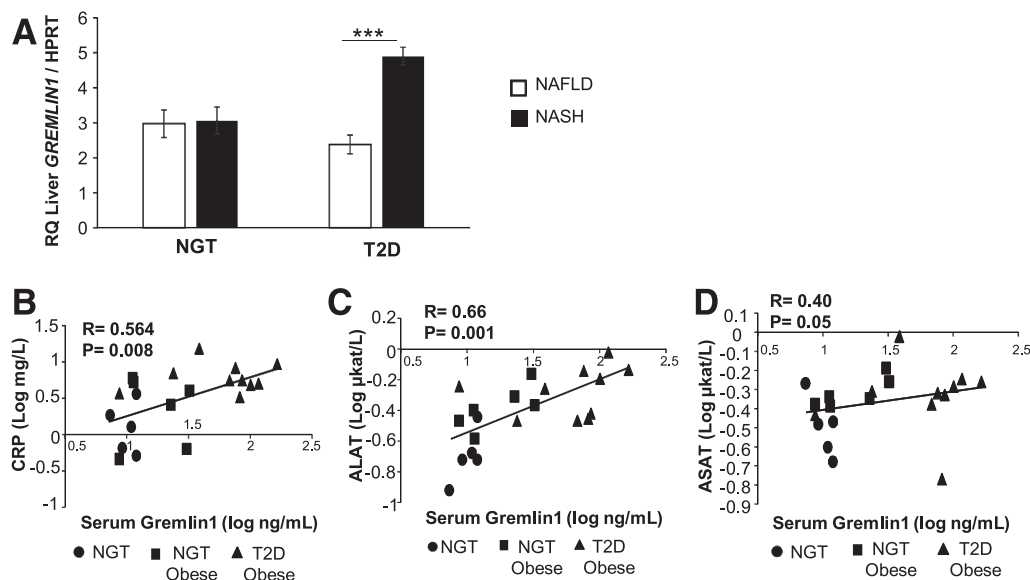 A
RQ Liver GREMLIN1 / HPRT
6
5
4
3
2
1
0
***
NGT
T2D
NAFLD
NASH
B
R= 0.564
P= 0.008
CRP (Log mg/L)
1.5
1
0.5
0
-0.5
-1
0.5
1
1.5
2
2.5
Serum Gremlin1 (log ng/mL)
NGT
NGT
Obese
T2D
Obese
C
R= 0.66
P= 0.001
ALAT (Log µkat/L)
0.2
0
-0.2
-0.4
-0.6
-0.8
-1
0.5
1
1.5
2
2.5
Serum Gremlin1 (log ng/mL)
NGT
NGT
Obese
T2D
Obese
D
R= 0.40
P= 0.05
ASAT (Log µkat/L)
0.1
0
-0.1
-0.2
-0.3
-0.4
-0.5
-0.6
-0.7
-0.8
-0.9
0.5
1
1.5
2
2.5
Serum Gremlin1 (log ng/mL)
NGT
NGT
Obese
T2D
Obese